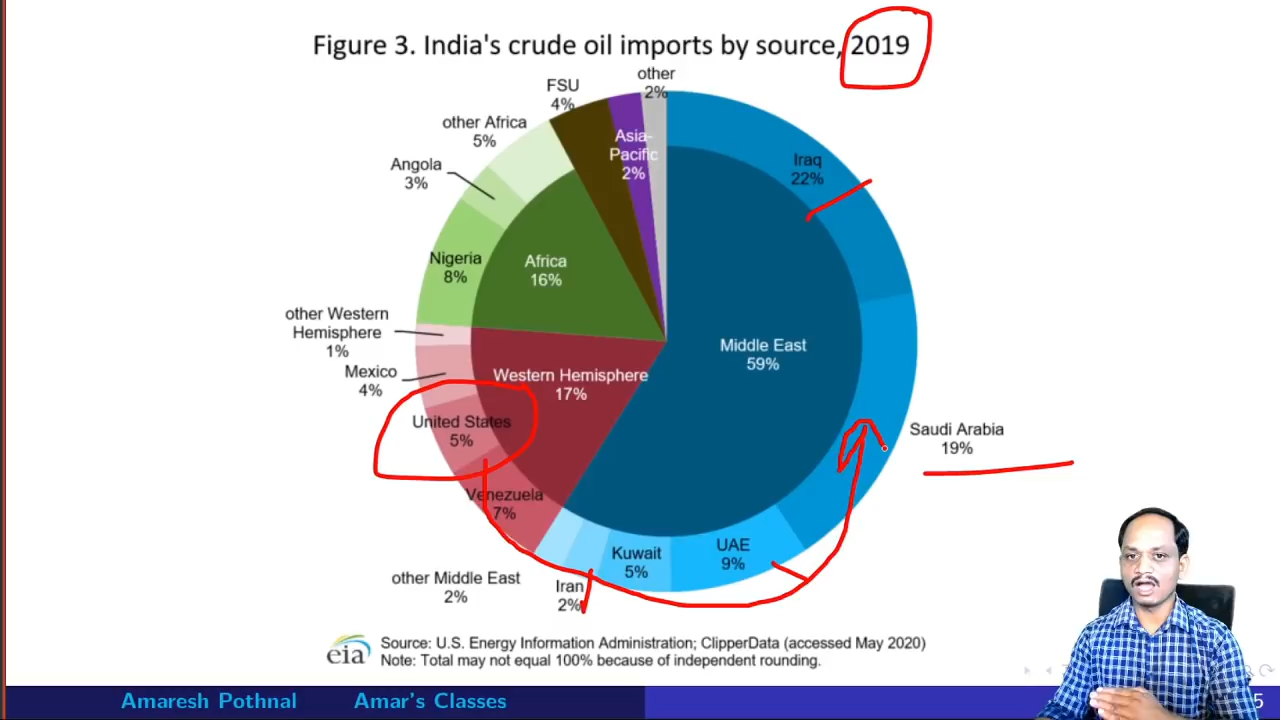 Figure 3. India's crude oil imports by source, 2019
other
2%
FSU
4%
Asia-
Pacific
2%
other Africa
5%
Angola
3%
Iraq
22%
Nigeria
8%
Africa
16%
other Western
Hemisphere
1%
Middle East
59%
Mexico
4%
Western Hemisphere
17%
United States
5%
Saudi Arabia
19%
Venezuela
7%
Kuwait
5%
UAE
9%
other Middle East
2%
Iran
2%
eia
Source: U.S. Energy Information Administration; ClipperData (accessed May 2020)
Note: Total may not equal 100% because of independent rounding.
Amaresh Pothnal Amar's Classes
5